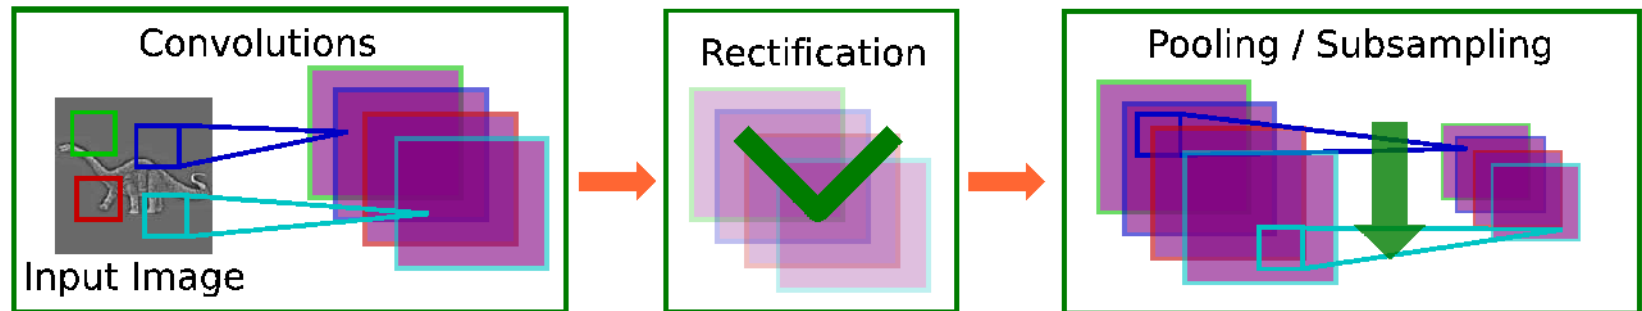 Convolutions
Input Image
Rectification
Pooling / Subsampling